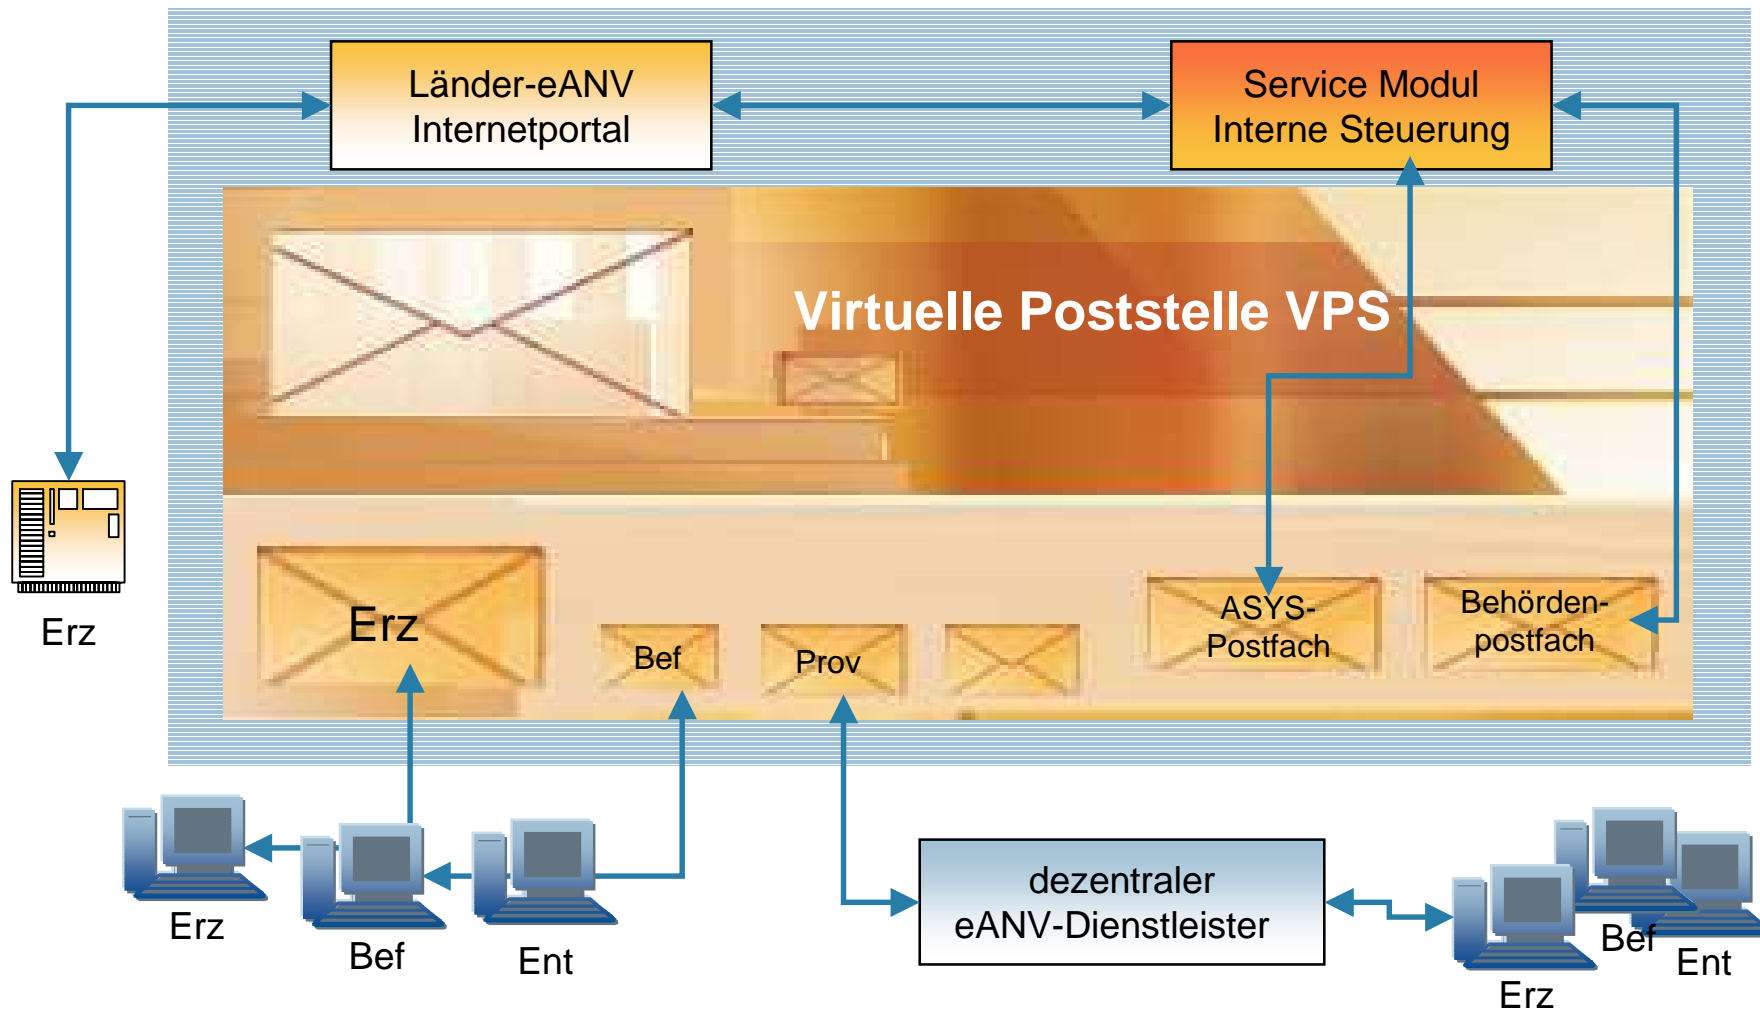 Länder-eANV
Internetportal
Service Modul
Interne Steuerung
Virtuelle Poststelle VPS
Erz
Erz
Bef
Prov
ASYS-
Postfach
Behörden-
postfach
Erz
Bef
Ent
dezentraler
eANV-Dienstleister
Bef
Ent
Erz